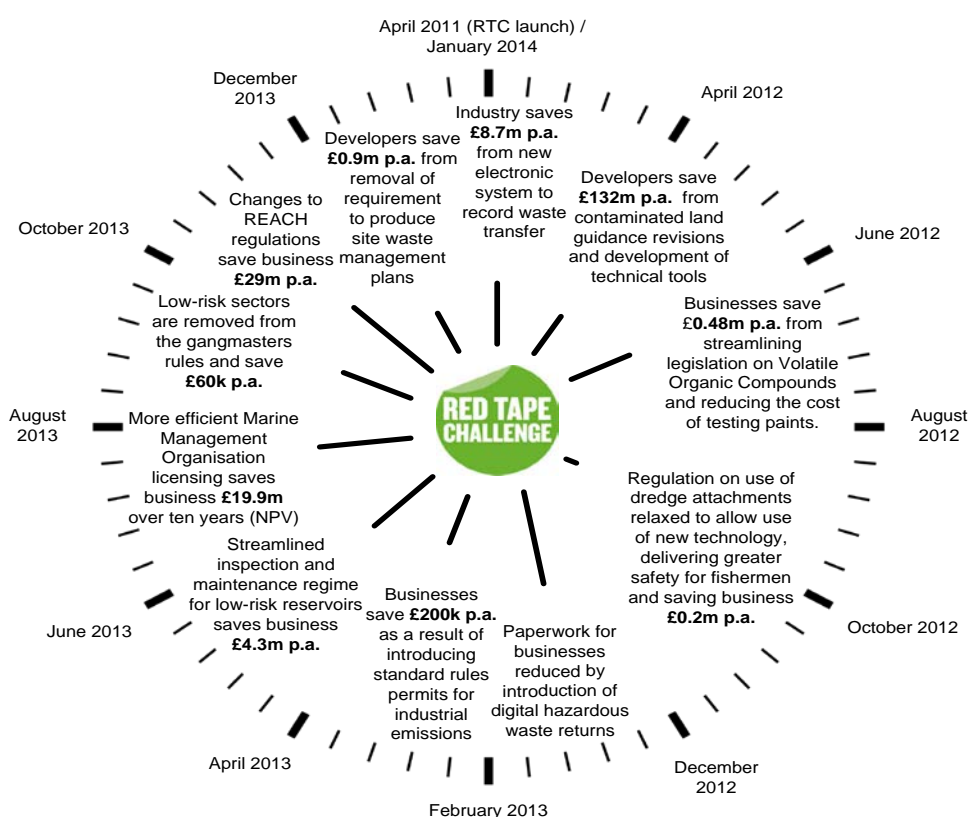 April 2011 (RTC launch) /
January 2014
April 2012
June 2012
August
2012
October 2012
December
2012
February 2013
April 2013
June 2013
August
2013
October 2013
December
2013
Industry saves
£8.7m p.a.
from new
electronic
system to
record waste
transfer
Developers save
£132m p.a. from
contaminated land
guidance revisions
and development of
technical tools
Businesses save
£0.48m p.a. from
streamlining
legislation on Volatile
Organic Compounds
and reducing the cost
of testing paints.
Regulation on use of
dredge attachments
relaxed to allow use
of new technology,
delivering greater
safety for fishermen
and saving business
£0.2m p.a.
Paperwork for
businesses
reduced by
introduction of
digital hazardous
waste returns
Businesses
save £200k p.a.
as a result of
introducing
standard rules
permits for
industrial
emissions
Streamlined
inspection and
maintenance regime
for low-risk reservoirs
saves business
£4.3m p.a.
More efficient Marine
Management
Organisation
licensing saves
business £19.9m
over ten years (NPV)
Low-risk sectors
are removed from
the gangmasters
rules and save
£60k p.a.
Changes to
REACH
regulations
save business
£29m p.a.
Developers save
£0.9m p.a. from
removal of
requirement
to produce
site waste
management
plans
RED TAPE
CHALLENGE